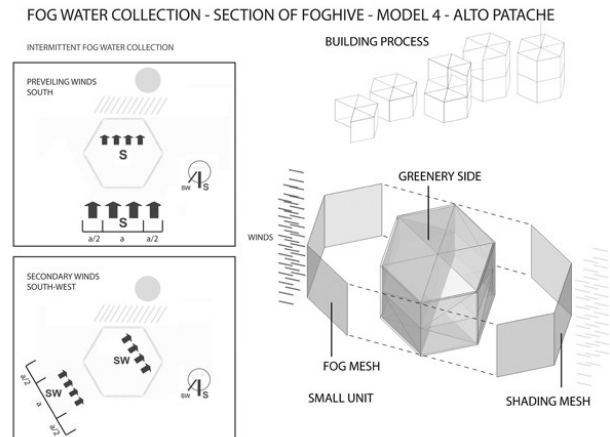 FOG WATER COLLECTION - SECTION OF FOGHIVE - MODEL 4 - ALTO PATACHE
INTERMITTENT FOG WATER COLLECTION
BUILDING PROCESS
PREVEILING WINDS
SOUTH
S
SW
S
S
a/2
a
a/2
SECONDARY WINDS
SOUTH-WEST
SW
a/2
a
a/2
SW
SW
S
GREENERY SIDE
WINDS
FOG MESH
SMALL UNIT
SHADING MESH